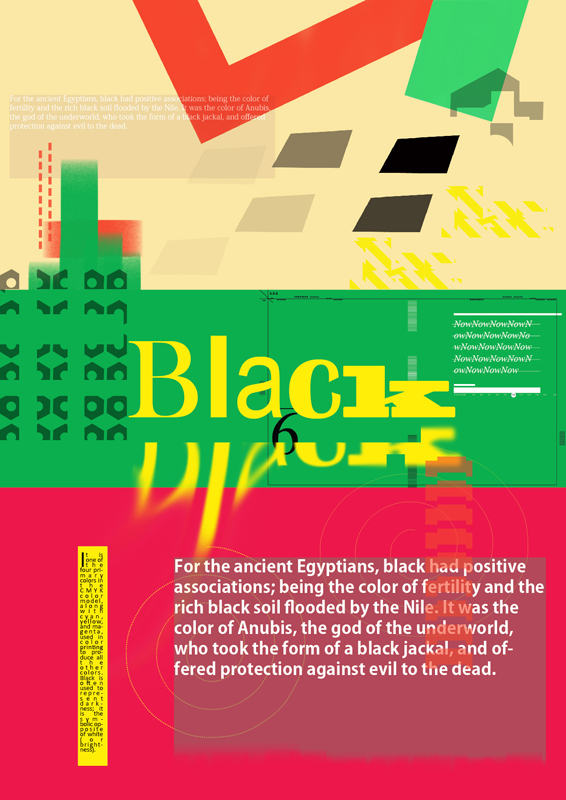 For the ancient Egyptians, black had positive associations; being the color of
fertility and the rich black soil flooded by the Nile. It was the color of Anubis,
the god of the underworld, who took the form of a black jackal, and offered
protection against evil to the dead.
NowNowNowNowN
owNowNowNowNo
wNowNowNowNow
NowNowNowNowN
owNowNowNow
Black
6
It is
one of
the
four pri-
mary
colors in
the
CMYK
color
model,
along
with
cyan,
yellow,
and ma-
genta,
used in
color
printing
to pro-
duce all
the
other
colors.
Black is
often
used to
repre-
sent
dark-
ness; it
is the
sym-
bolic op-
posite
of white
(or
bright-
ness).
For the ancient Egyptians, black had positive
associations; being the color of fertility and the
rich black soil flooded by the Nile. It was the
color of Anubis, the god of the underworld,
who took the form of a black jackal, and of-
fered protection against evil to the dead.